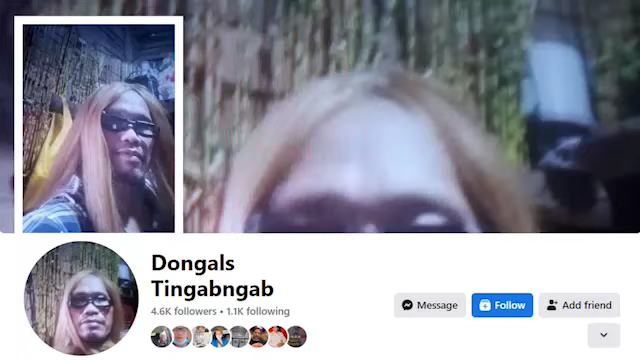 Dongals
Tingabngab
4.6K followers • 1.1K following
Message
Follow
Add friend